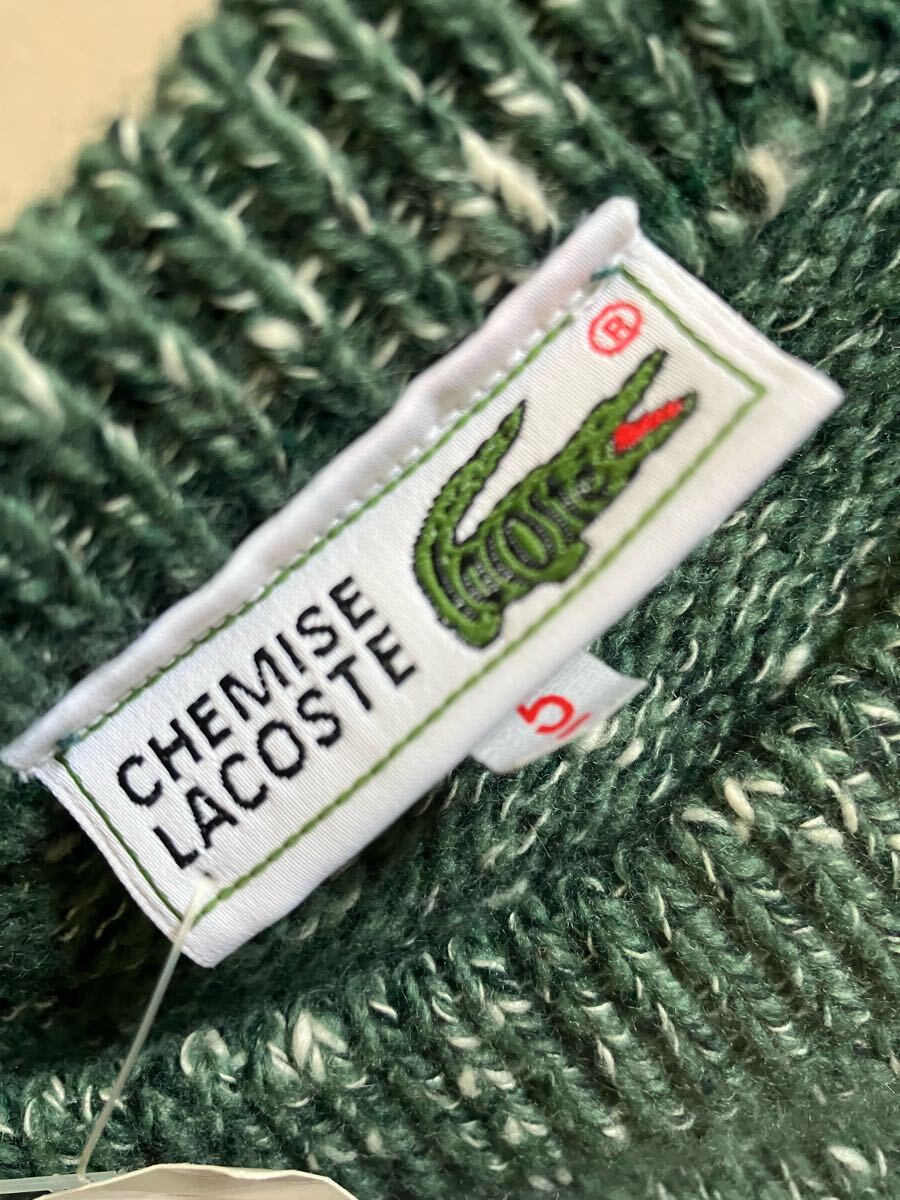 ®
CHEMISE
LACOSTE
5